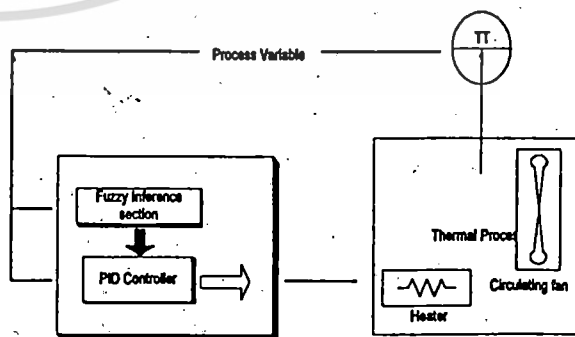 TT
Process Variable
Fuzzy Inference
section
PID Controller
Thermal Proces
Circulating fan
Heater